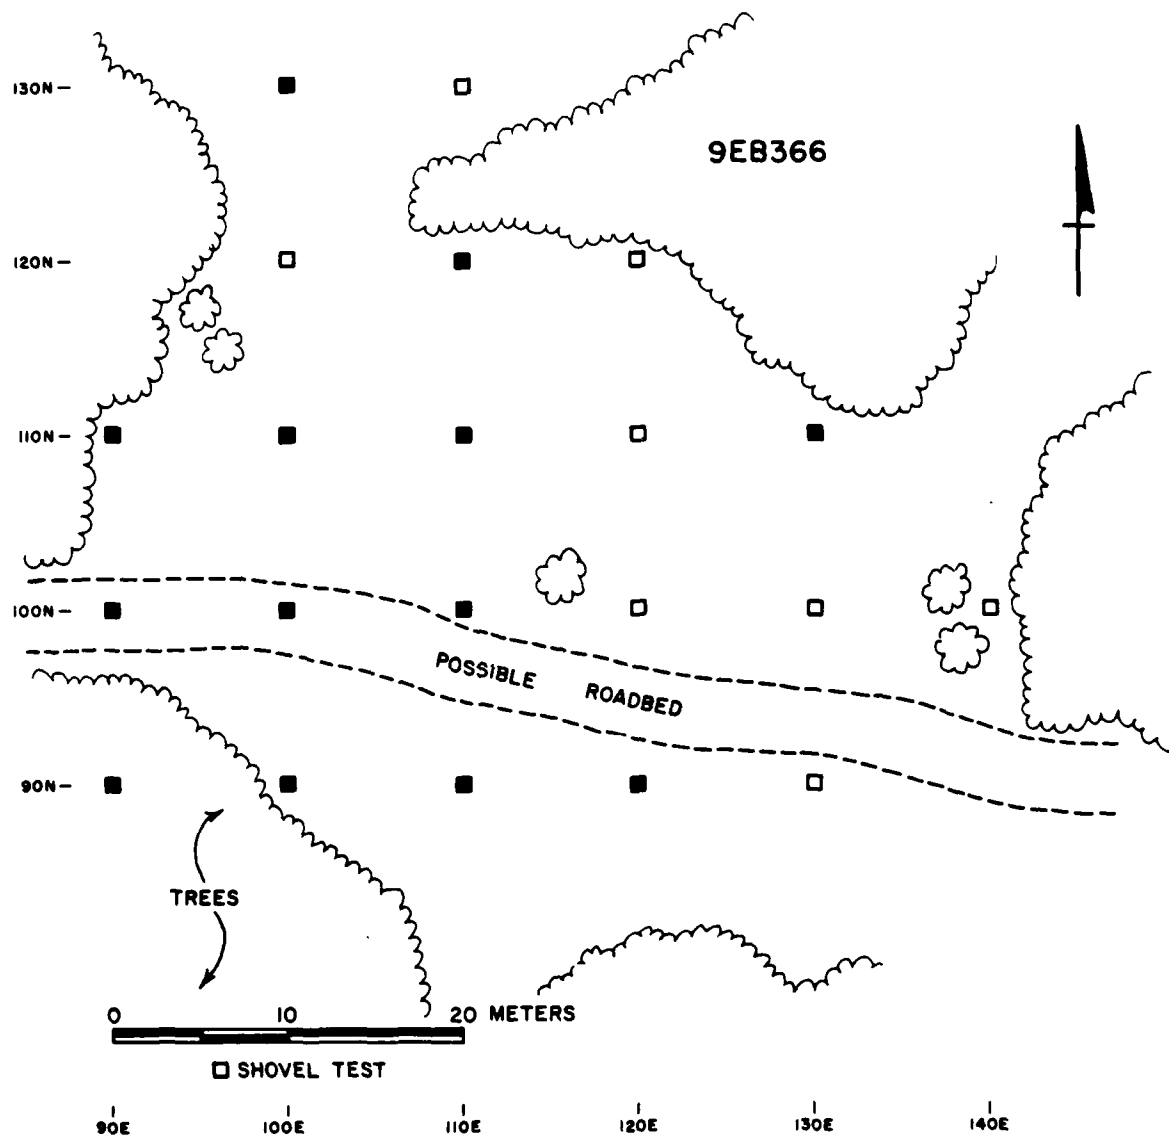 130N
9EB366
120N
110N
100N
POSSIBLE ROADBED
90N
TREES
0 10 20 METERS
SHOVEL TEST
90E 100E 110E 120E 130E 140E